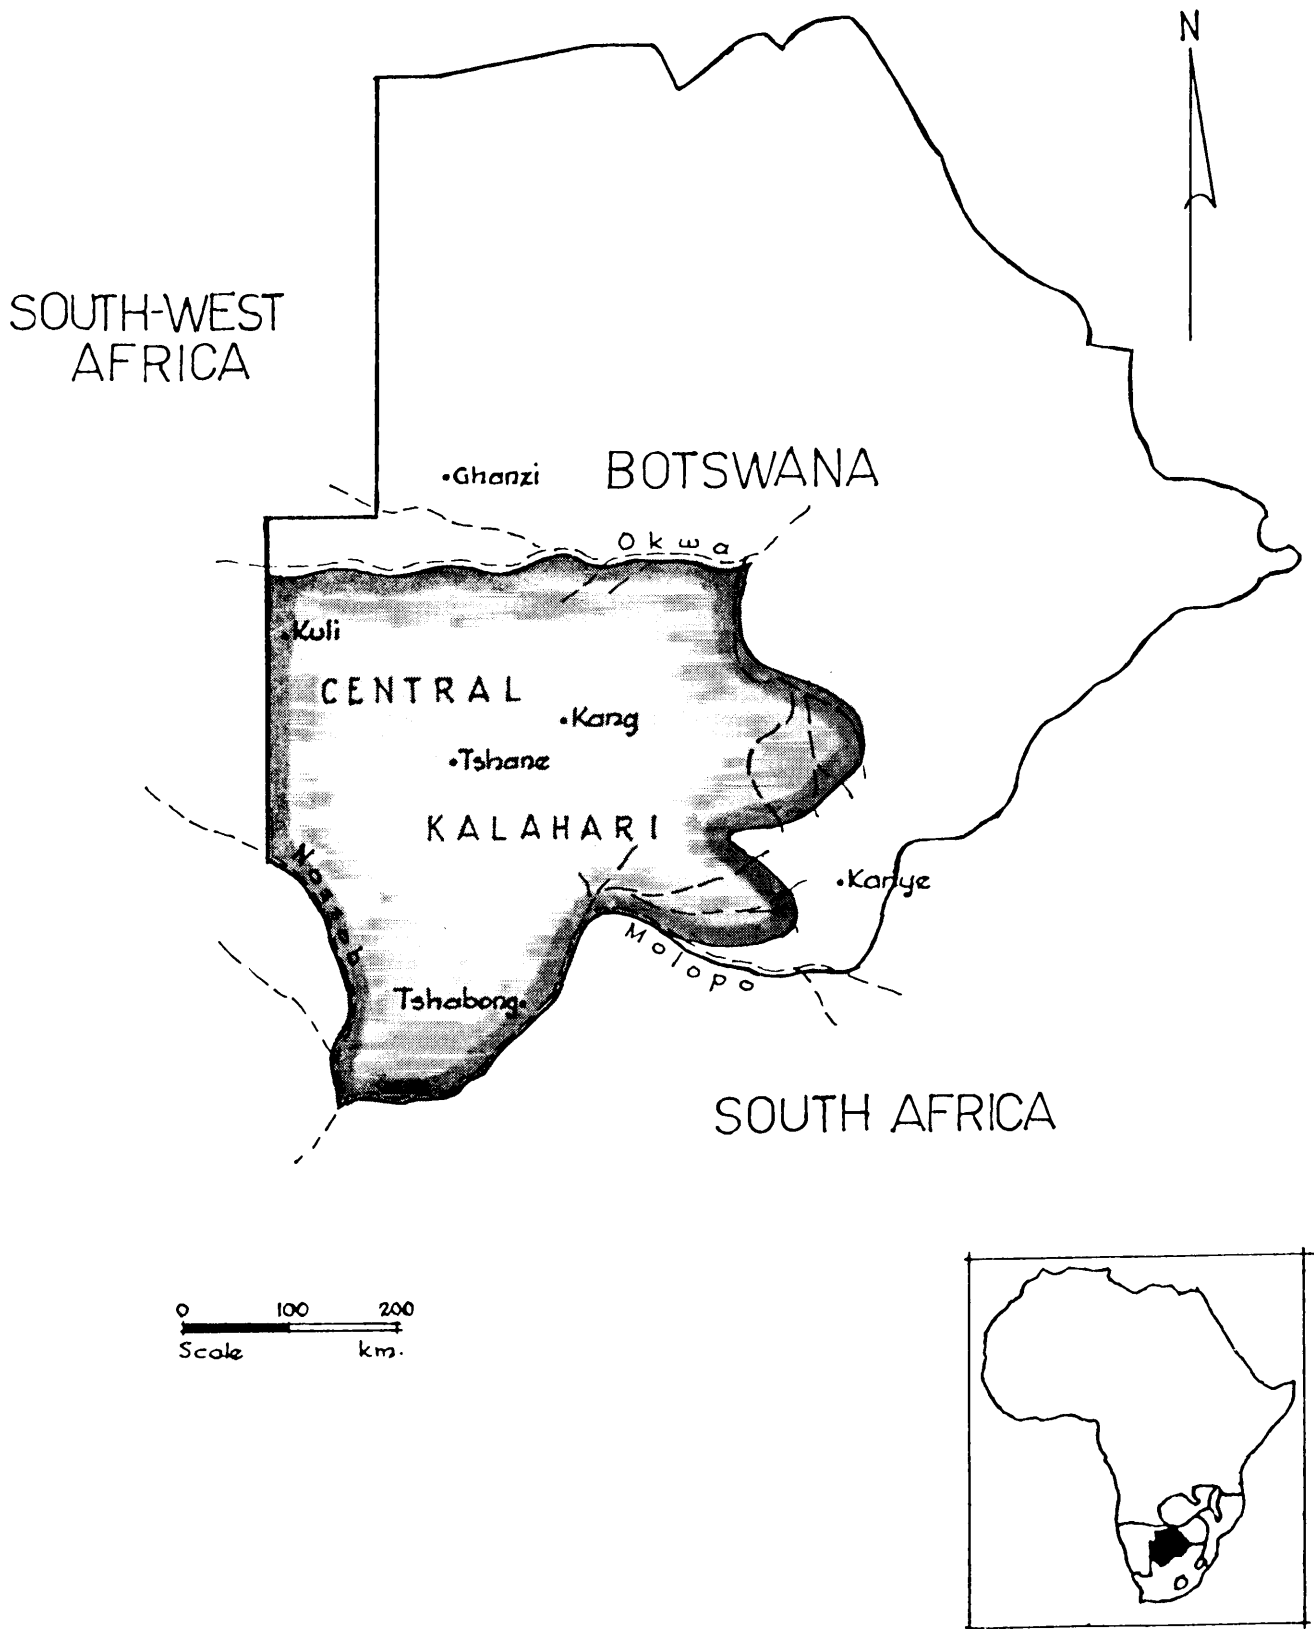 N
SOUTH-WEST
AFRICA
Ghanzi
BOTSWANA
Okwa
Kuli
CENTRAL
Kang
Tshane
KALAHARI
Nossob
Kanye
Molopo
Tshabong
SOUTH AFRICA
0 100 200
Scale km.